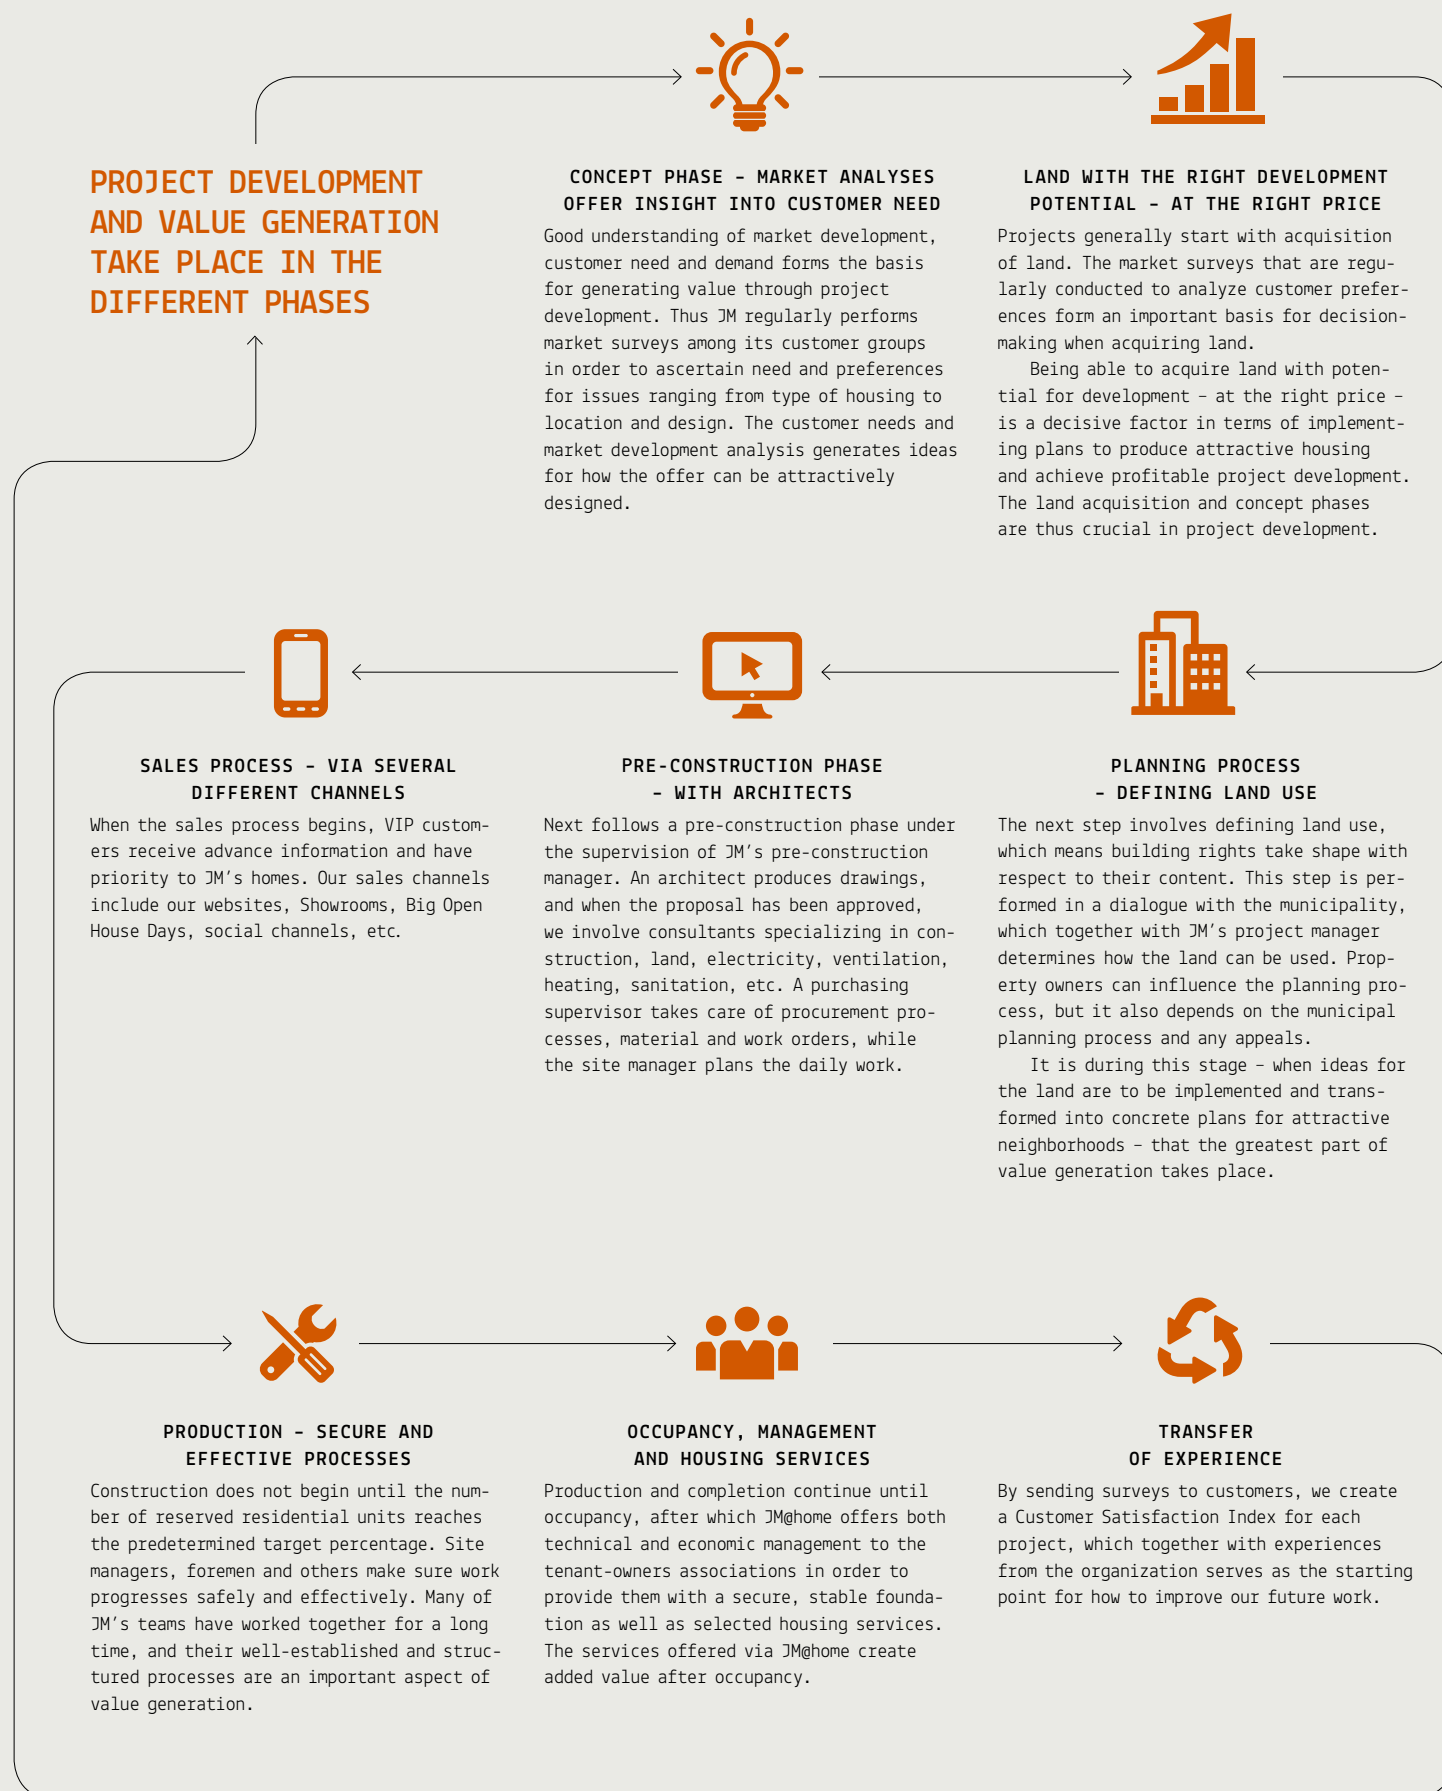 PROJECT DEVELOPMENT
AND VALUE GENERATION
TAKE PLACE IN THE
DIFFERENT PHASES
CONCEPT PHASE – MARKET ANALYSES
OFFER INSIGHT INTO CUSTOMER NEED
Good understanding of market development,
customer need and demand forms the basis
for generating value through project
development. Thus JM regularly performs
market surveys among its customer groups
in order to ascertain need and preferences
for issues ranging from type of housing to
location and design. The customer needs and
market development analysis generates ideas
for how the offer can be attractively
designed.
LAND WITH THE RIGHT DEVELOPMENT
POTENTIAL – AT THE RIGHT PRICE
Projects generally start with acquisition
of land. The market surveys that are regu-
larly conducted to analyze customer prefer-
ences form an important basis for decision-
making when acquiring land.
Being able to acquire land with poten-
tial for development – at the right price –
is a decisive factor in terms of implement-
ing plans to produce attractive housing
and achieve profitable project development.
The land acquisition and concept phases
are thus crucial in project development.
SALES PROCESS – VIA SEVERAL
DIFFERENT CHANNELS
When the sales process begins, VIP custom-
ers receive advance information and have
priority to JM's homes. Our sales channels
include our websites, Showrooms, Big Open
House Days, social channels, etc.
PRE-CONSTRUCTION PHASE
– WITH ARCHITECTS
Next follows a pre-construction phase under
the supervision of JM's pre-construction
manager. An architect produces drawings,
and when the proposal has been approved,
we involve consultants specializing in con-
struction, land, electricity, ventilation,
heating, sanitation, etc. A purchasing
supervisor takes care of procurement pro-
cesses, material and work orders, while
the site manager plans the daily work.
PLANNING PROCESS
– DEFINING LAND USE
The next step involves defining land use,
which means building rights take shape with
respect to their content. This step is per-
formed in a dialogue with the municipality,
which together with JM's project manager
determines how the land can be used. Prop-
erty owners can influence the planning pro-
cess, but it also depends on the municipal
planning process and any appeals.
It is during this stage – when ideas for
the land are to be implemented and trans-
formed into concrete plans for attractive
neighborhoods – that the greatest part of
value generation takes place.
PRODUCTION – SECURE AND
EFFECTIVE PROCESSES
Construction does not begin until the num-
ber of reserved residential units reaches
the predetermined target percentage. Site
managers, foremen and others make sure work
progresses safely and effectively. Many of
JM's teams have worked together for a long
time, and their well-established and struc-
tured processes are an important aspect of
value generation.
OCCUPANCY, MANAGEMENT
AND HOUSING SERVICES
Production and completion continue until
occupancy, after which JM@home offers both
technical and economic management to the
tenant-owners associations in order to
provide them with a secure, stable founda-
tion as well as selected housing services.
The services offered via JM@home create
added value after occupancy.
TRANSFER
OF EXPERIENCE
By sending surveys to customers, we create
a Customer Satisfaction Index for each
project, which together with experiences
from the organization serves as the starting
point for how to improve our future work.